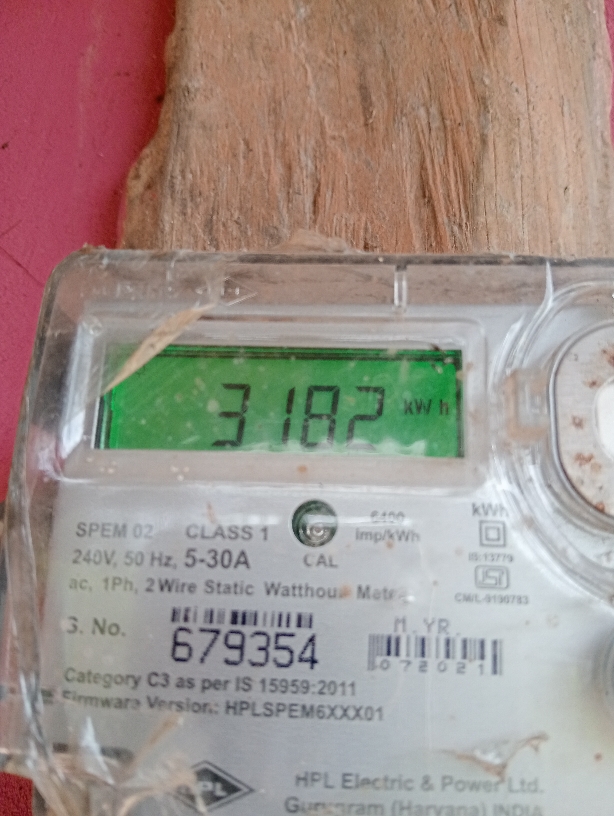 3182 kWh
SPEM 02 CLASS 1
6400
Imp/kWh
kWh
240V, 50 Hz, 5-30A
CAL
IS:13779
ac, 1Ph, 2Wire Static Watthour Meter
CM/L-9190783
S. No.
679354
M.YR.
072021
Category C3 as per IS 15959:2011
Firmware Version: HPLSPEM6XXX01
HPL
HPL Electric & Power Ltd.
Gurugram (Haryana) INDIA